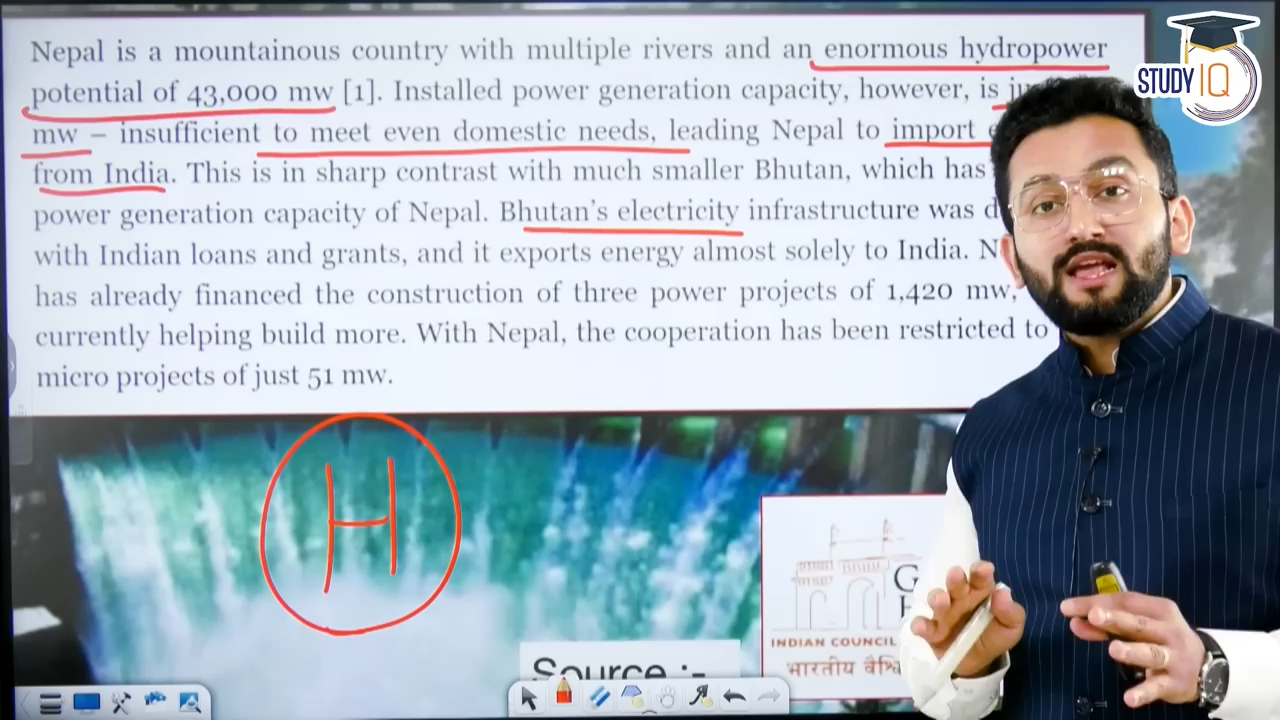 Nepal is a mountainous country with multiple rivers and an enormous hydropower
potential of 43,000 mw [1]. Installed power generation capacity, however, is
mw – insufficient to meet even domestic needs, leading Nepal to import
from India. This is in sharp contrast with much smaller Bhutan, which has
power generation capacity of Nepal. Bhutan's electricity infrastructure was
with Indian loans and grants, and it exports energy almost solely to India.
has already financed the construction of three power projects of 1,420 mw,
currently helping build more. With Nepal, the cooperation has been restricted to
micro projects of just 51 mw.
STUDY IQ
H
Source :-
G
INDIAN COUNCIL
भारतीय